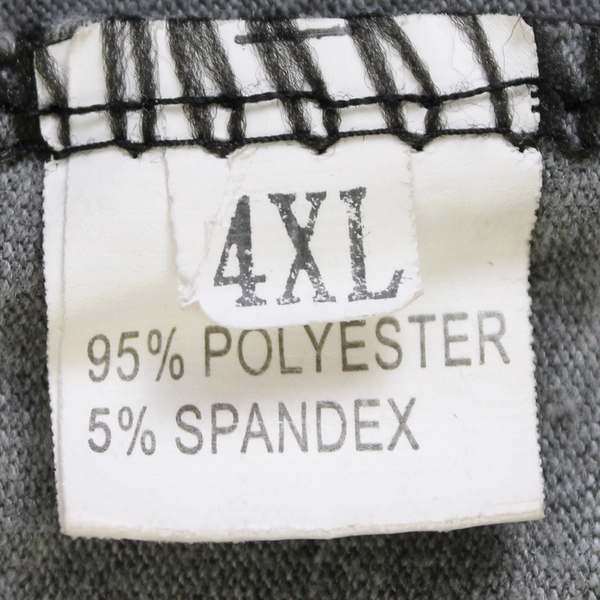 4XL
95% POLYESTER
5% SPANDEX